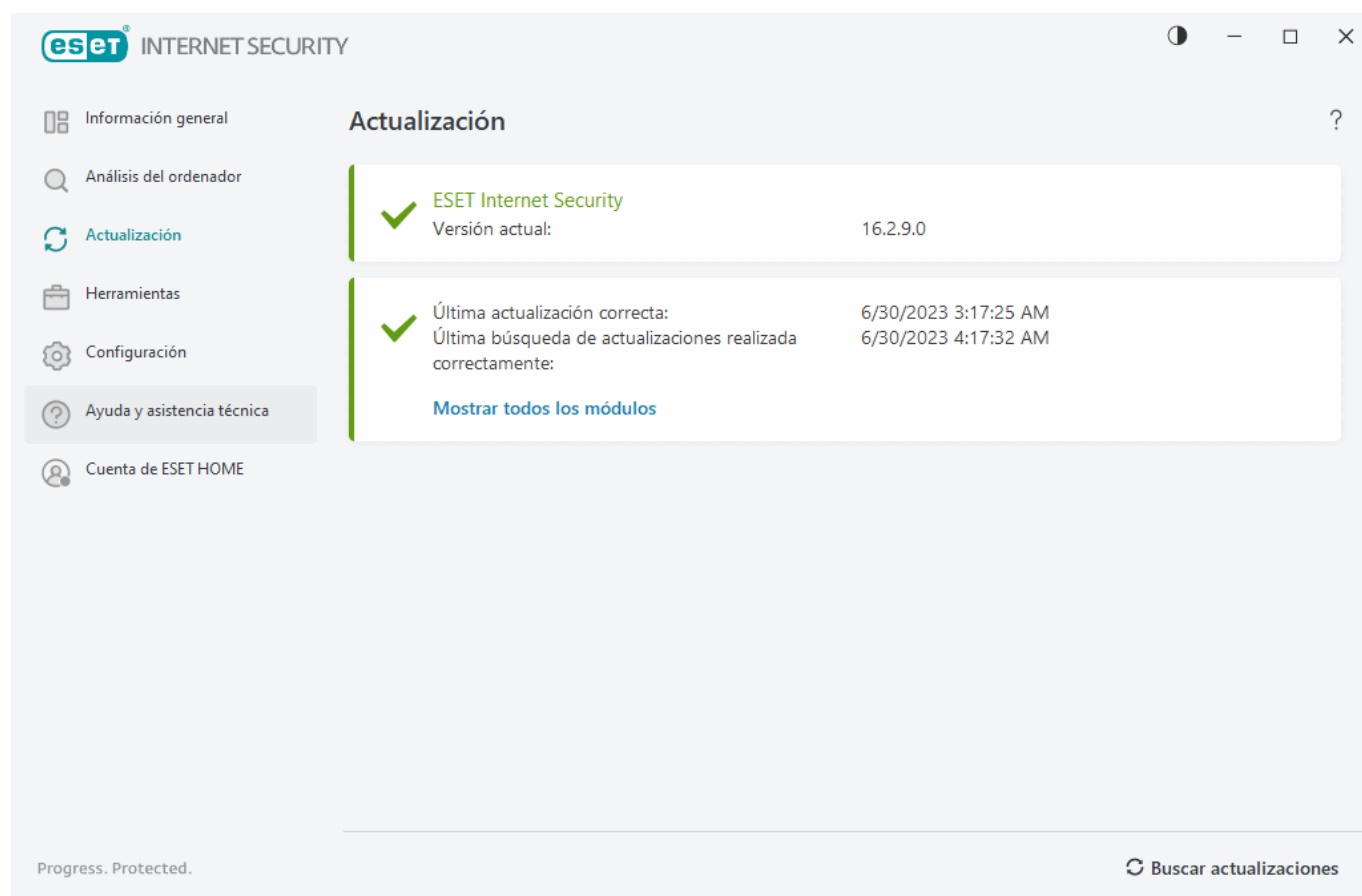 eset® INTERNET SECURITY
Información general
Análisis del ordenador
Actualización
Herramientas
Configuración
Ayuda y asistencia técnica
Cuenta de ESET HOME
Progress. Protected.
Actualización
?
ESET Internet Security
Versión actual: 16.2.9.0
Última actualización correcta: 6/30/2023 3:17:25 AM
Última búsqueda de actualizaciones realizada 6/30/2023 4:17:32 AM
correctamente:
Mostrar todos los módulos
Buscar actualizaciones